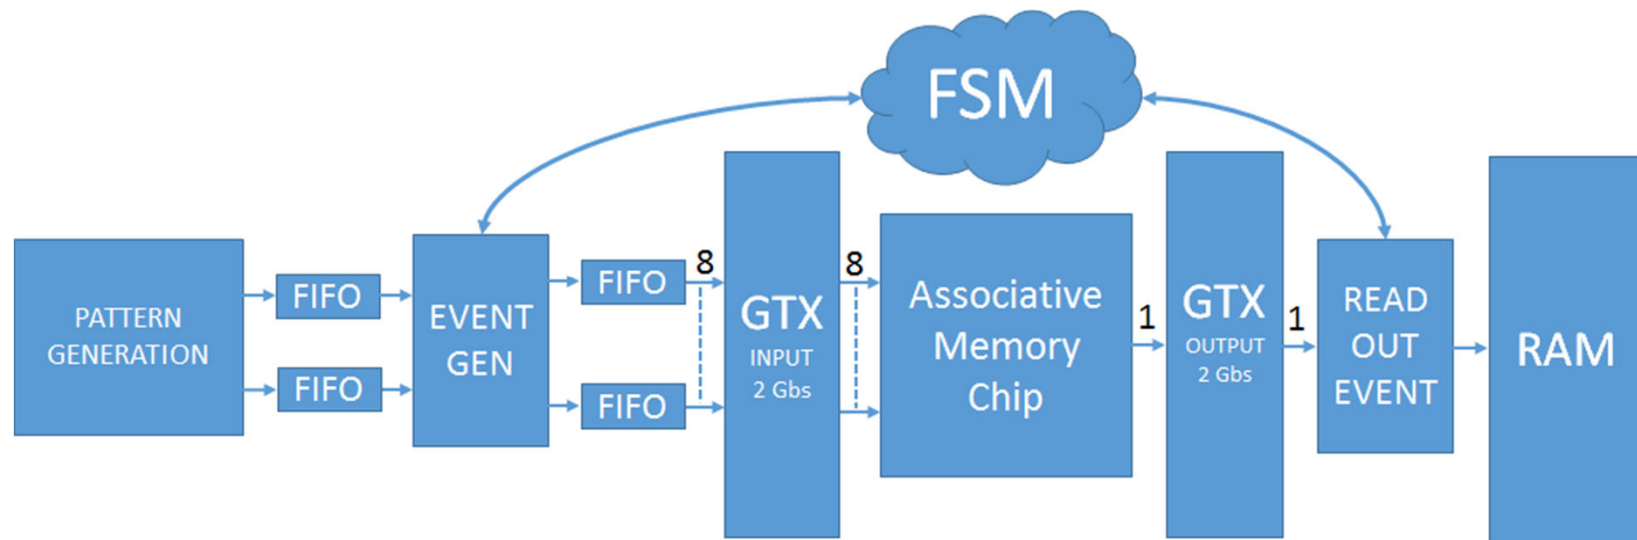 FSM
PATTERN
GENERATION
FIFO
FIFO
EVENT
GEN
FIFO
FIFO
8
GTX
INPUT
2 Gbs
8
Associative
Memory
Chip
1
GTX
OUTPUT
2 Gbs
1
READ
OUT
EVENT
RAM